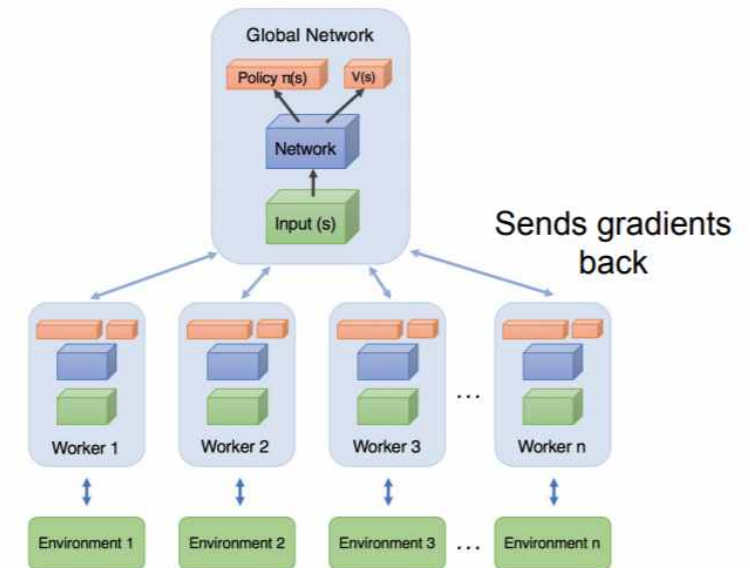 Global Network
Policy π(s)
V(s)
Network
Input (s)
Sends gradients
back
Worker 1
Worker 2
Worker 3
...
Worker n
Environment 1
Environment 2
Environment 3
...
Environment n